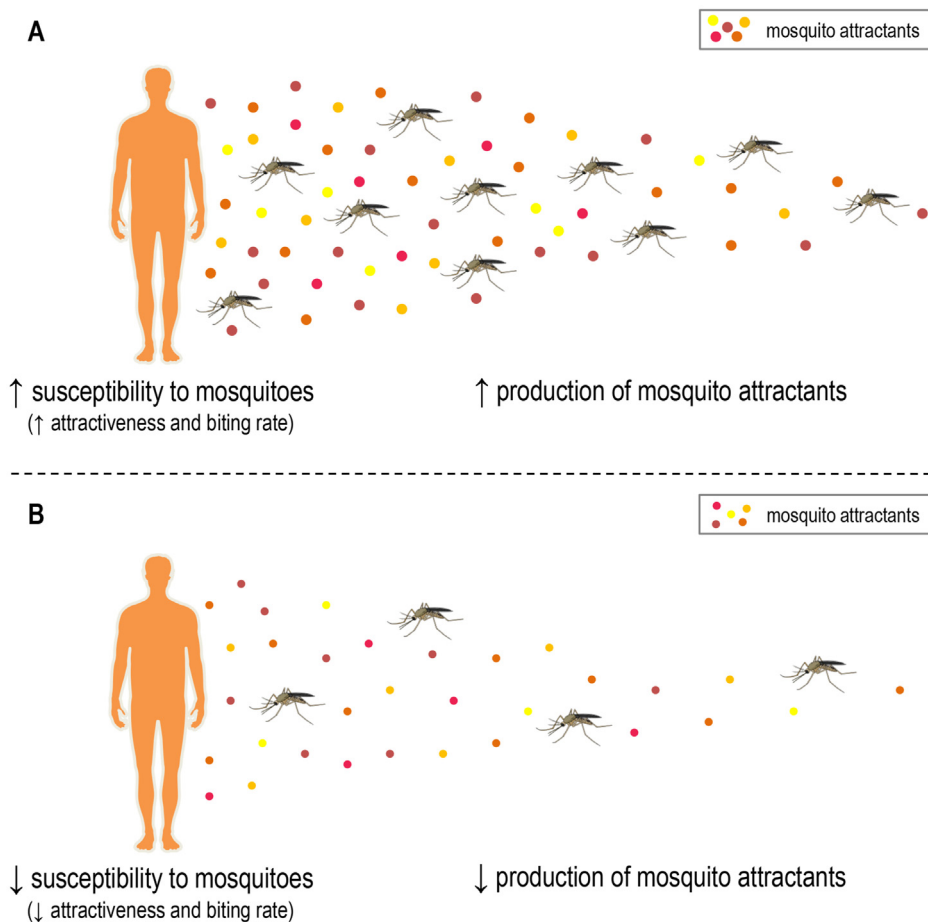 A
mosquito attractants
↑ susceptibility to mosquitoes
(↑ attractiveness and biting rate)
↑ production of mosquito attractants
B
mosquito attractants
↓ susceptibility to mosquitoes
(↓ attractiveness and biting rate)
↓ production of mosquito attractants